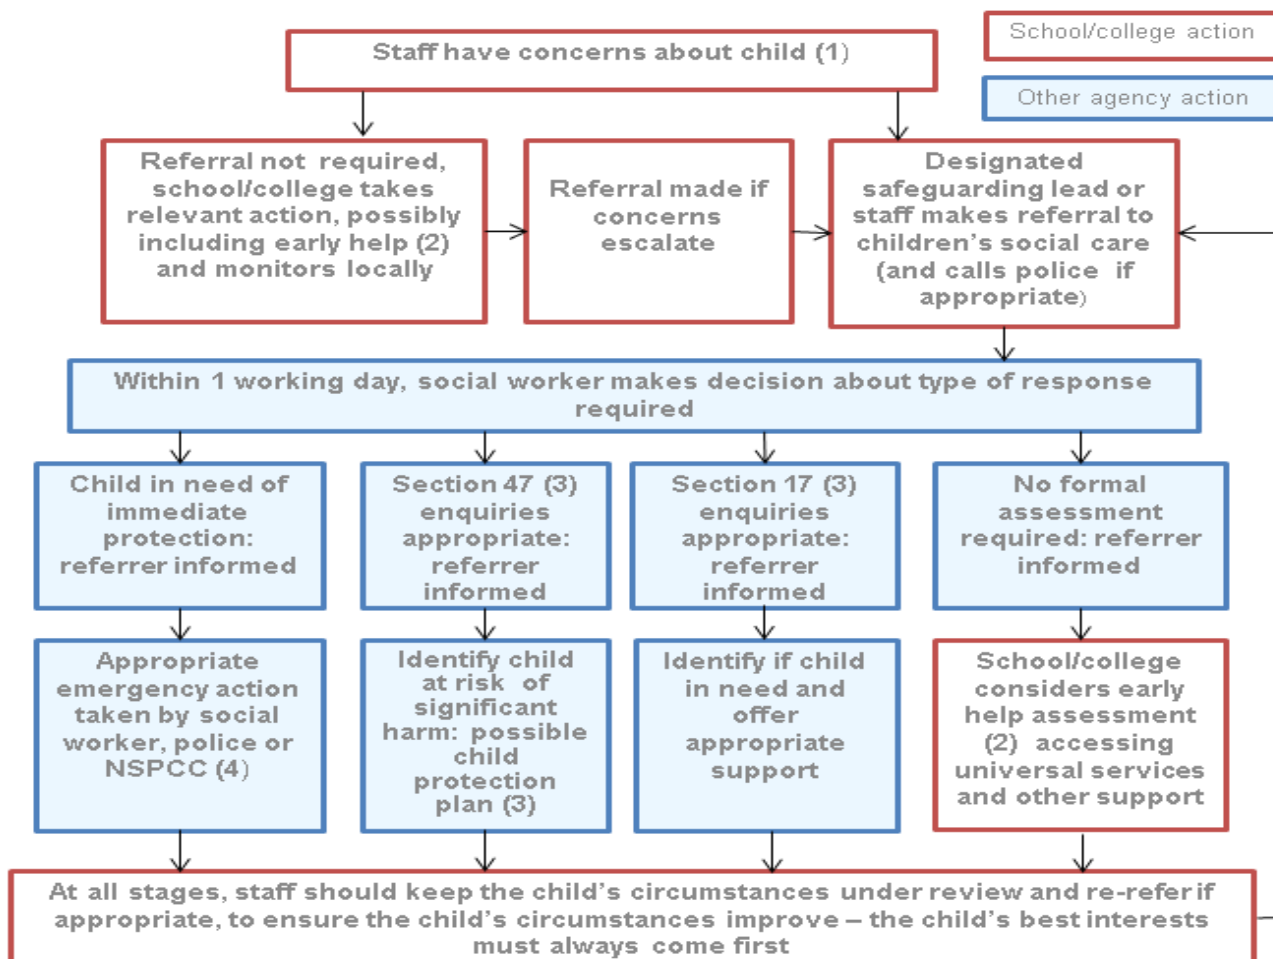 School/college action
Other agency action
Staff have concerns about child (1)
Referral not required,
school/college takes
relevant action, possibly
including early help (2)
and monitors locally
Referral made if
concerns
escalate
Designated
safeguarding lead or
staff makes referral to
children’s social care
(and calls police if
appropriate)
Within 1 working day, social worker makes decision about type of response
required
Child in need of
immediate
protection:
referrer informed
Section 47 (3)
enquiries
appropriate:
referrer
informed
Section 17 (3)
enquiries
appropriate:
referrer
informed
No formal
assessment
required: referrer
informed
Appropriate
emergency action
taken by social
worker, police or
NSPCC (4)
Identify child
at risk of
significant
harm: possible
child
protection
plan (3)
Identify if child
in need and
offer
appropriate
support
School/college
considers early
help assessment
(2) accessing
universal services
and other support
At all stages, staff should keep the child’s circumstances under review and re-refer if
appropriate, to ensure the child’s circumstances improve – the child’s best interests
must always come first